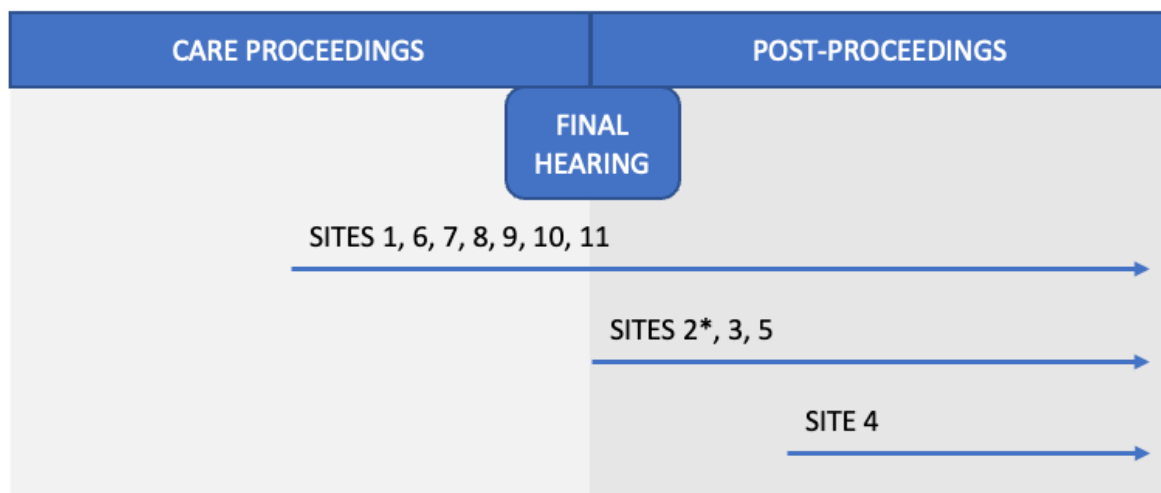 CARE PROCEEDINGS
POST-PROCEEDINGS
FINAL
HEARING
SITES 1, 6, 7, 8, 9, 10, 11
SITES 2*, 3, 5
SITE 4